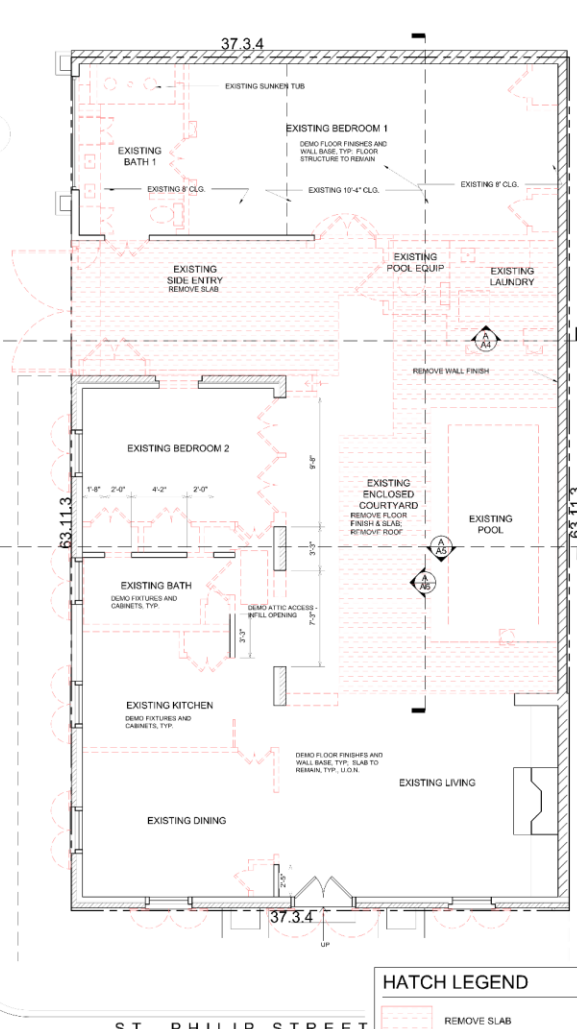 37.3.4
EXISTING SUNKEN TUB
EXISTING
BATH 1
EXISTING BEDROOM 1
DEMO FLOOR FINISHES AND
WALL BASE, TYP. FLOOR
STRUCTURE TO REMAIN
EXISTING 8' CLG.
EXISTING 10'-4" CLG.
EXISTING 8' CLG.
EXISTING
SIDE ENTRY
REMOVE SLAB
EXISTING
POOL EQUIP
EXISTING
LAUNDRY
A
A4
REMOVE WALL FINISH
EXISTING BEDROOM 2
1'-8"
2'-0"
4'-2"
2'-0"
9'-8"
EXISTING
ENCLOSED
COURTYARD
REMOVE FLOOR
FINISH & SLAB;
REMOVE ROOF
EXISTING
POOL
63.11.3
63.11.3
3'-3"
A
A5
A
A6
EXISTING BATH
DEMO FIXTURES AND
CABINETS, TYP.
DEMO ATTIC ACCESS -
INFILL OPENING
7'-3"
3'-3"
EXISTING KITCHEN
DEMO FIXTURES AND
CABINETS, TYP.
DEMO FLOOR FINISHES AND
WALL BASE, TYP, SLAB TO
REMAIN, TYP., U.O.N.
EXISTING LIVING
EXISTING DINING
2'-5"
37.3.4
UP
HATCH LEGEND
REMOVE SLAB
ST. PHILIP STREET